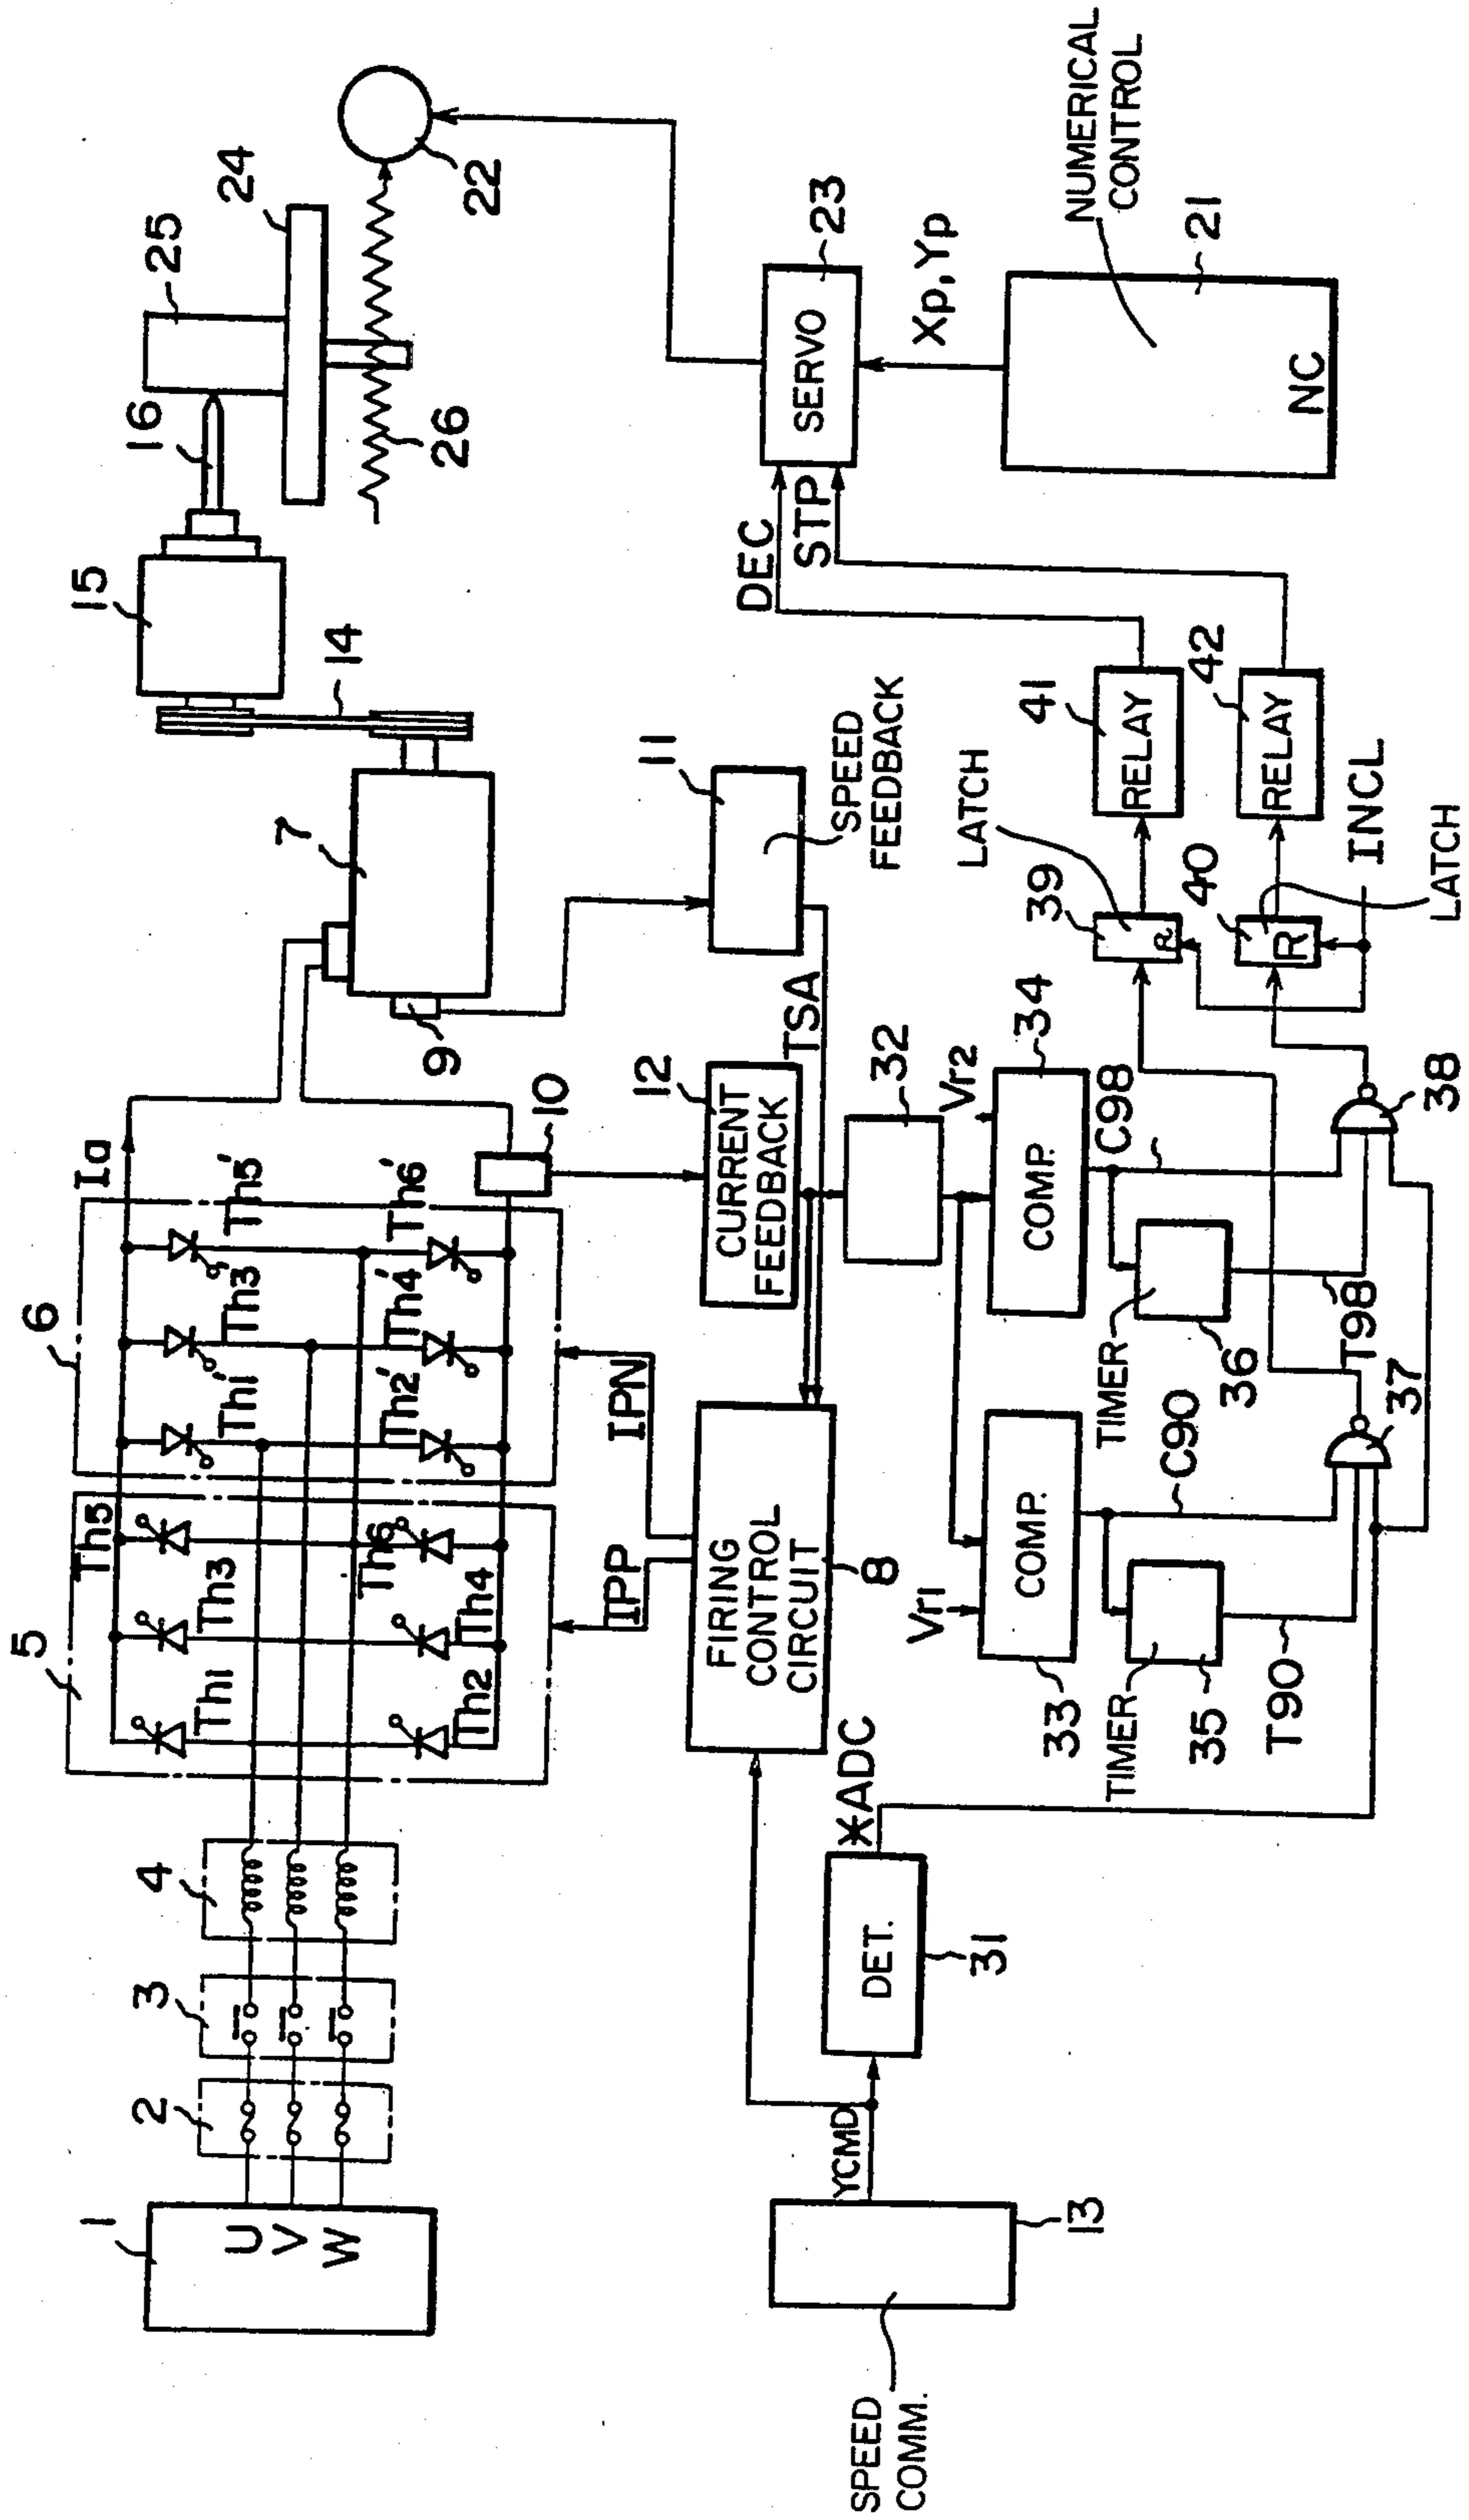 1
U
V
W
2
3
4
5
Th1
Th3
Th5
Th2
Th4
Th6
6
Th1'
Th3'
Th5'
Th2'
Th4'
Th6'
Ia
IPP
IPN
10
7
9
14
15
16
25
24
26
22
SPEED
COMM.
13
YCMD
DET.
31
*ADC
FIRING
CONTROL
CIRCUIT
8
CURRENT
FEEDBACK
12
TSA
11
SPEED
FEEDBACK
32
Vr1
COMP.
33
Vr2
COMP.
34
TIMER
35
T90
C90
TIMER
36
T98
C98
37
38
39
LATCH
R
40
R
LATCH
INCL
41
RELAY
42
RELAY
DEC
STP
SERVO
23
Xp,Yp
NC
21
NUMERICAL
CONTROL